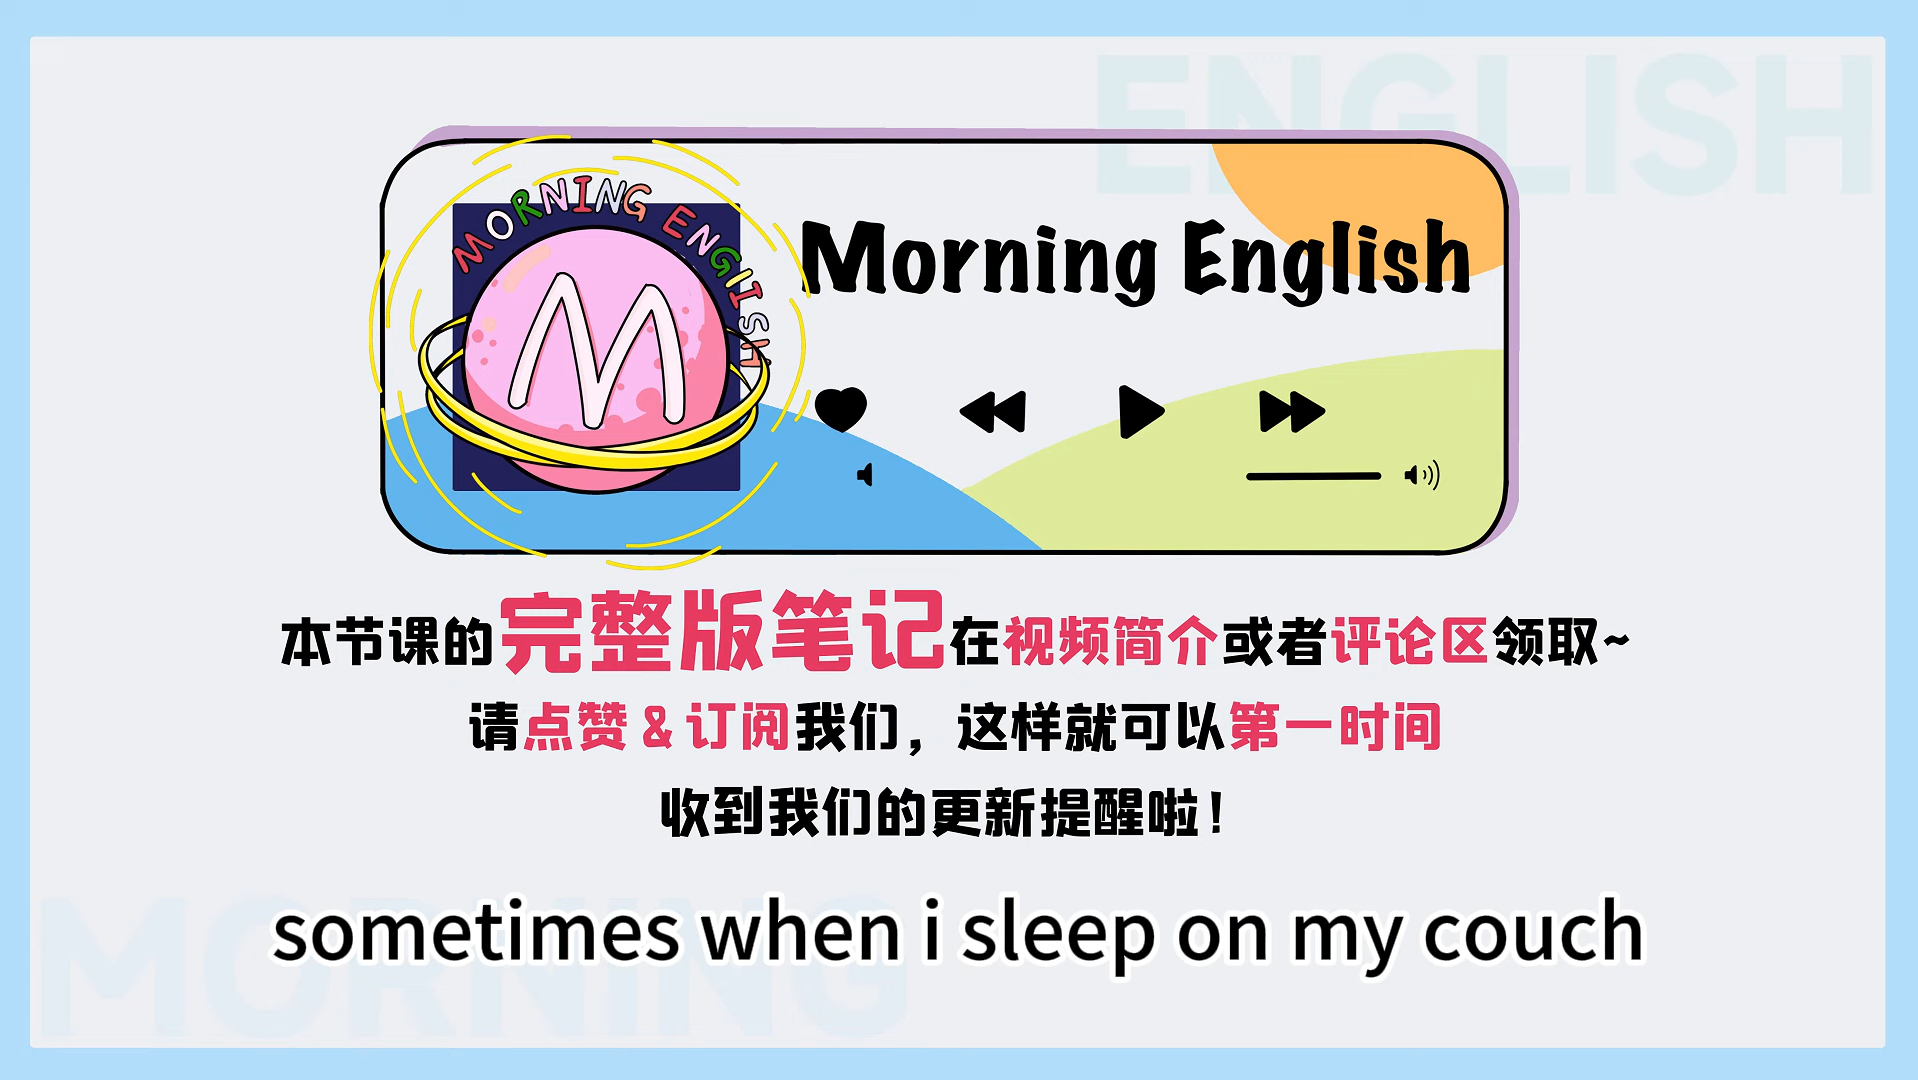 ENGLISH
MORNING ENGLISH
M
Morning English
本节课的完整版笔记在视频简介或者评论区领取~
请点赞&订阅我们，这样就可以第一时间
收到我们的更新提醒啦！
MORNING
sometimes when i sleep on my couch